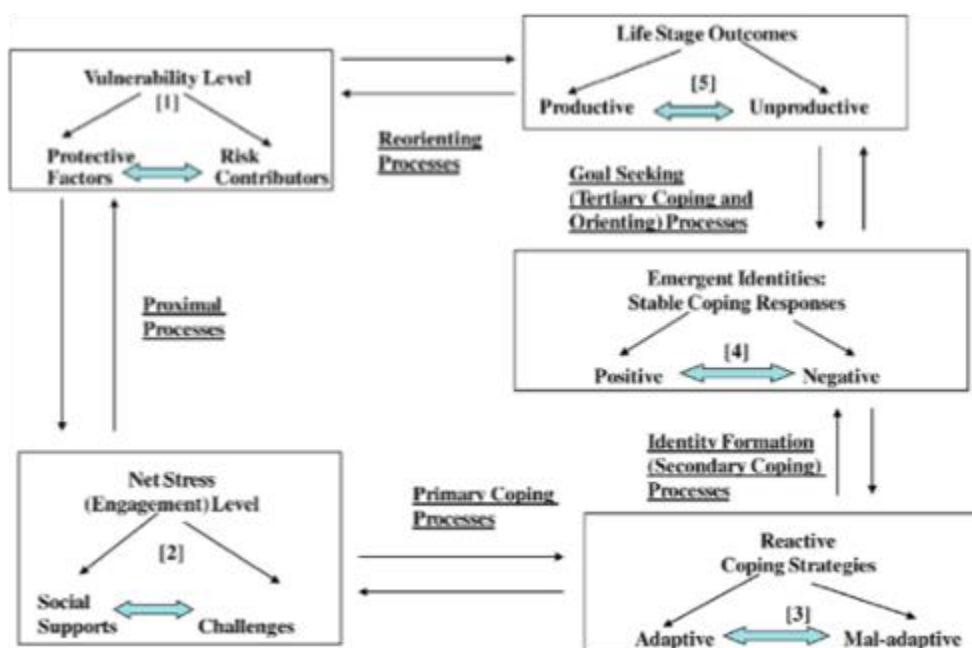 Vulnerability Level
[1]
Protective
Factors
Risk
Contributors
Reorienting
Processes
Life Stage Outcomes
[5]
Productive
Unproductive
Goal Seeking
(Tertiary Coping and
Orienting) Processes
Emergent Identities:
Stable Coping Responses
[4]
Positive
Negative
Proximal
Processes
Identity Formation
(Secondary Coping)
Processes
Net Stress
(Engagement) Level
[2]
Social
Supports
Challenges
Primary Coping
Processes
Reactive
Coping Strategies
[3]
Adaptive
Mal-adaptive